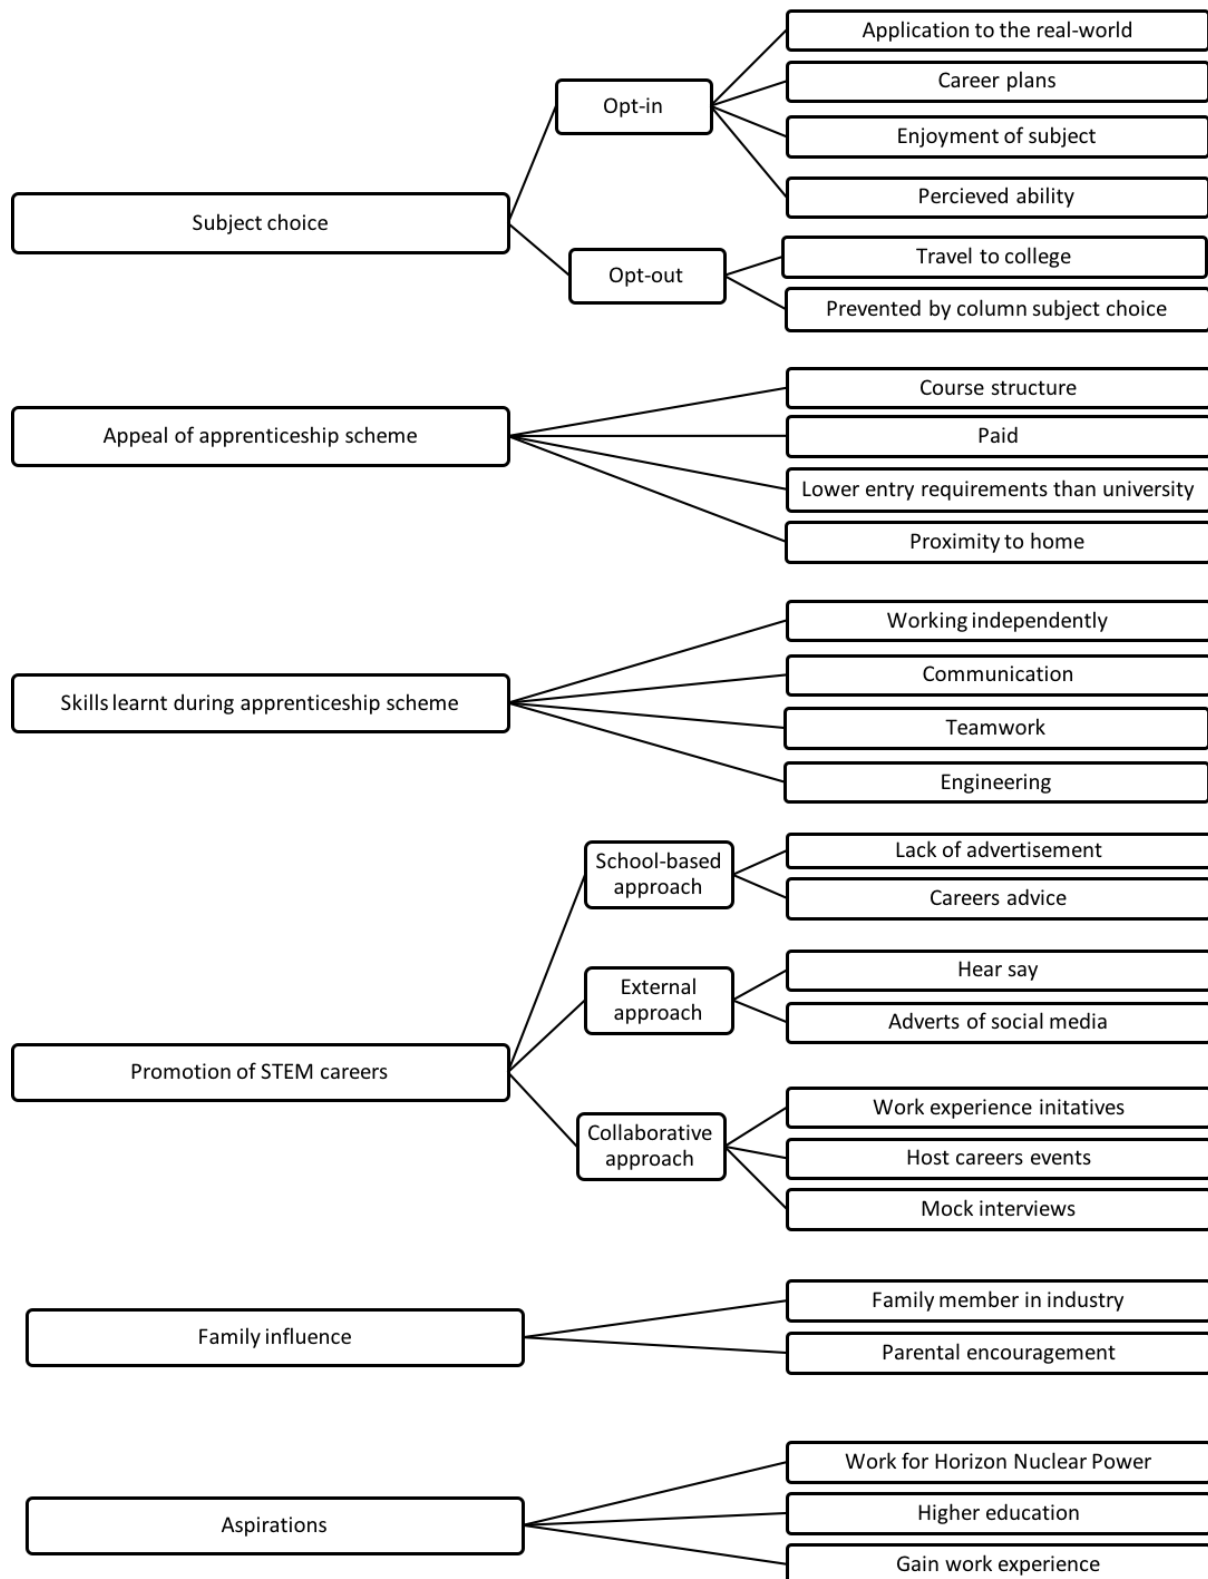 Subject choice
Opt-in
Application to the real-world
Career plans
Enjoyment of subject
Percieved ability
Opt-out
Travel to college
Prevented by column subject choice
Appeal of apprenticeship scheme
Course structure
Paid
Lower entry requirements than university
Proximity to home
Skills learnt during apprenticeship scheme
Working independently
Communication
Teamwork
Engineering
Promotion of STEM careers
School-based
approach
Lack of advertisement
Careers advice
External
approach
Hear say
Adverts of social media
Collaborative
approach
Work experience initatives
Host careers events
Mock interviews
Family influence
Family member in industry
Parental encouragement
Aspirations
Work for Horizon Nuclear Power
Higher education
Gain work experience